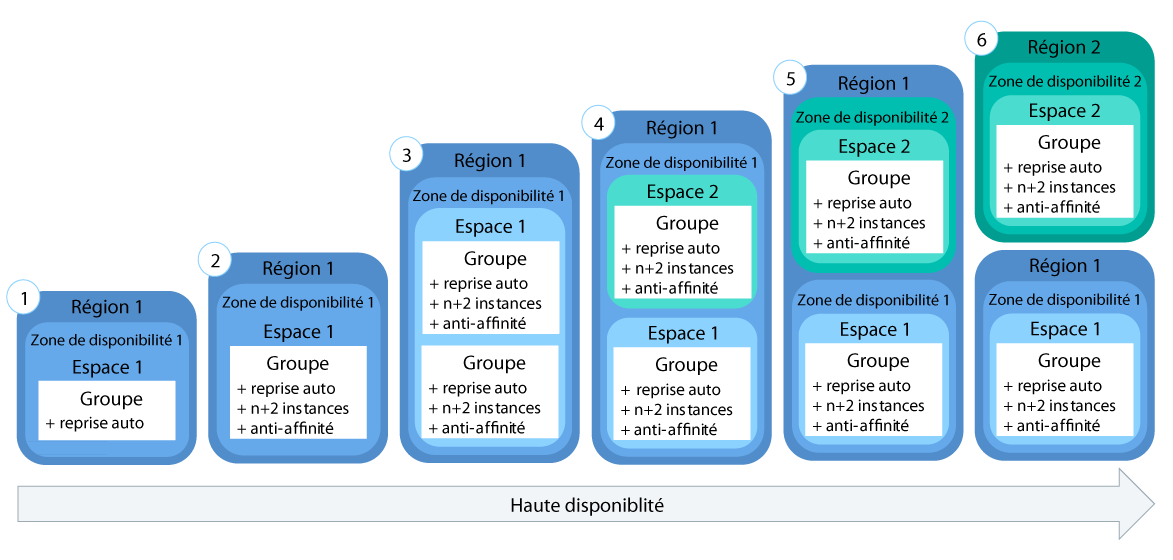 1
Région 1
Zone de disponibilité 1
Espace 1
Groupe
+ reprise auto
2
Région 1
Zone de disponibilité 1
Espace 1
Groupe
+ reprise auto
+ n+2 instances
+ anti-affinité
3
Région 1
Zone de disponibilité 1
Espace 1
Groupe
+ reprise auto
+ n+2 instances
+ anti-affinité
Groupe
+ reprise auto
+ n+2 instances
+ anti-affinité
4
Région 1
Zone de disponibilité 1
Espace 2
Groupe
+ reprise auto
+ n+2 instances
+ anti-affinité
Espace 1
Groupe
+ reprise auto
+ n+2 instances
+ anti-affinité
5
Région 1
Zone de disponibilité 2
Espace 2
Groupe
+ reprise auto
+ n+2 instances
+ anti-affinité
Zone de disponibilité 1
Espace 1
Groupe
+ reprise auto
+ n+2 instances
+ anti-affinité
6
Région 2
Zone de disponibilité 2
Espace 2
Groupe
+ reprise auto
+ n+2 instances
+ anti-affinité
Région 1
Zone de disponibilité 1
Espace 1
Groupe
+ reprise auto
+ n+2 instances
+ anti-affinité
Haute disponiblité